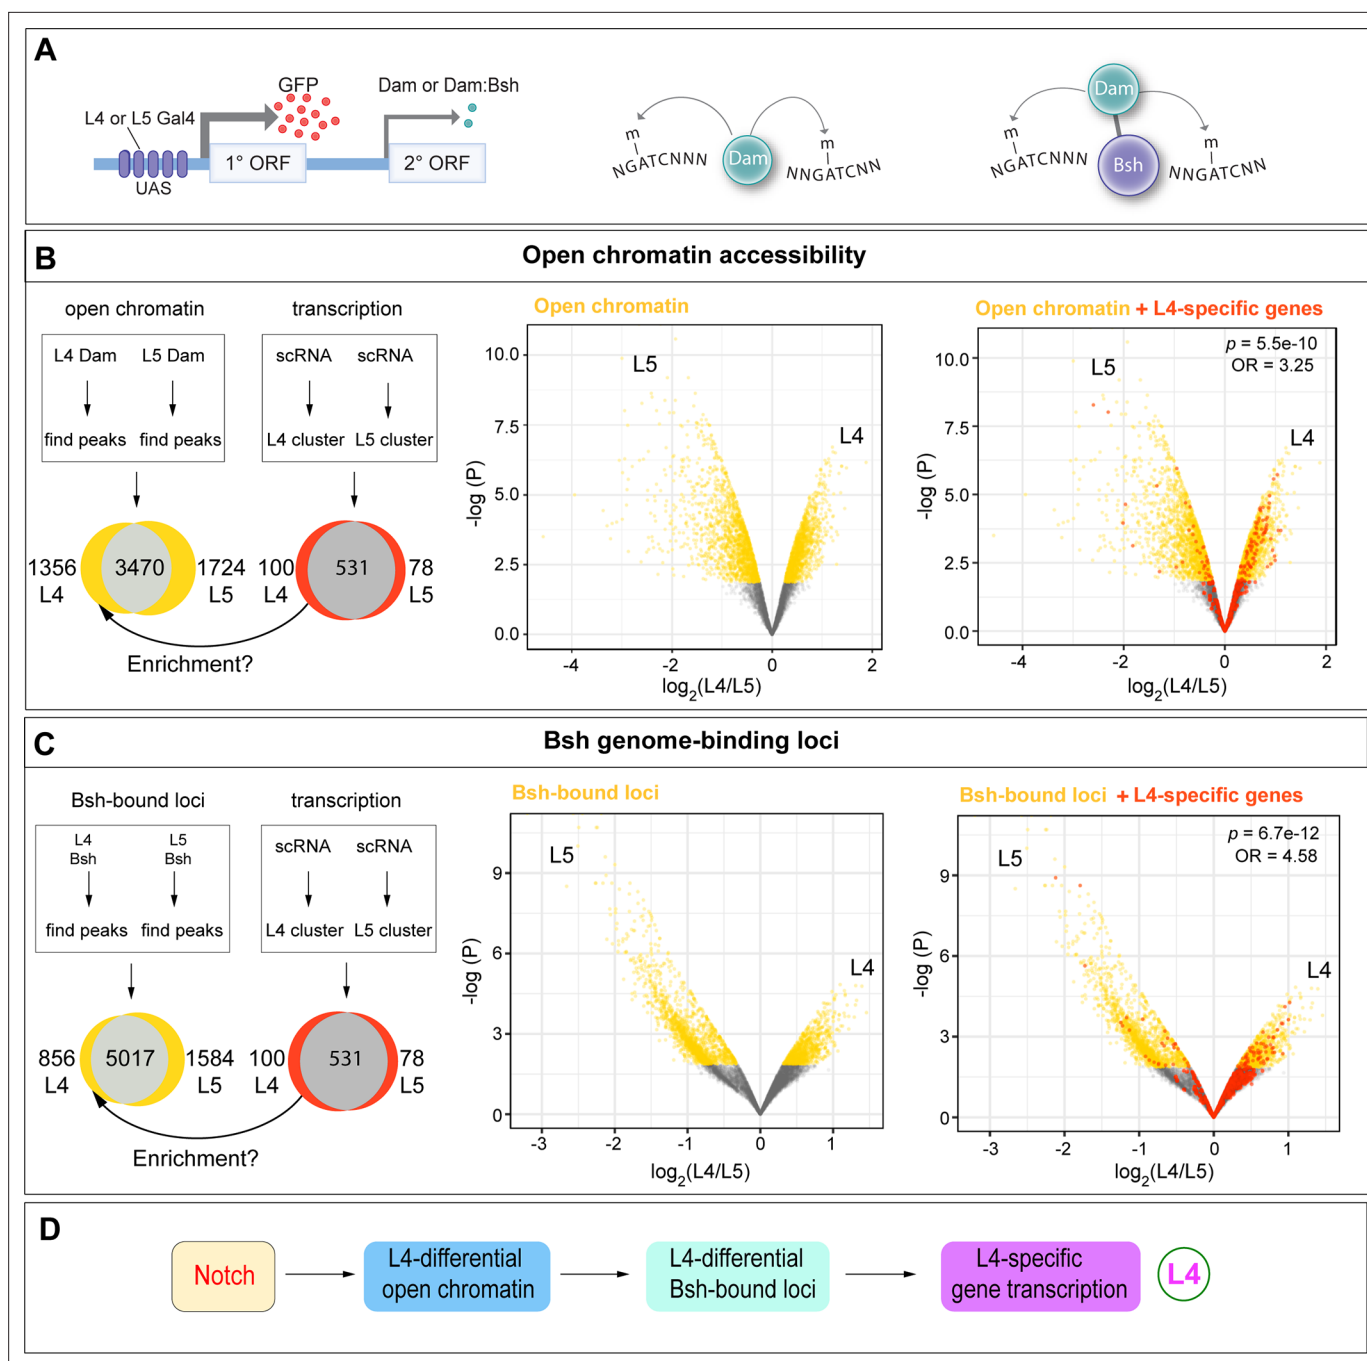 A
L4 or L5 Gal4
GFP
Dam or Dam:Bsh
1° ORF
2° ORF
UAS
m
NGATCNNN
Dam
m
NNGATCNN
m
NGATCNNN
Dam
Bsh
m
NNGATCNN
B
Open chromatin accessibility
open chromatin
transcription
L4 Dam
L5 Dam
scRNA
scRNA
find peaks
find peaks
L4 cluster
L5 cluster
1356
L4
3470
1724
L5
100
L4
531
78
L5
Enrichment?
Open chromatin
L5
L4
10.0
7.5
5.0
2.5
0.0
-log (P)
-4
-2
0
2
log2(L4/L5)
Open chromatin + L4-specific genes
p = 5.5e-10
OR = 3.25
L5
L4
10.0
7.5
5.0
2.5
0.0
-log (P)
-4
-2
0
2
log2(L4/L5)
C
Bsh genome-binding loci
Bsh-bound loci
transcription
L4
Bsh
L5
Bsh
scRNA
scRNA
find peaks
find peaks
L4 cluster
L5 cluster
856
L4
5017
1584
L5
100
L4
531
78
L5
Enrichment?
Bsh-bound loci
L5
L4
9
6
3
0
-log (P)
-3
-2
-1
0
1
log2(L4/L5)
Bsh-bound loci + L4-specific genes
p = 6.7e-12
OR = 4.58
L5
L4
9
6
3
0
-log (P)
-3
-2
-1
0
1
log2(L4/L5)
D
Notch
L4-differential
open chromatin
L4-differential
Bsh-bound loci
L4-specific
gene transcription
L4